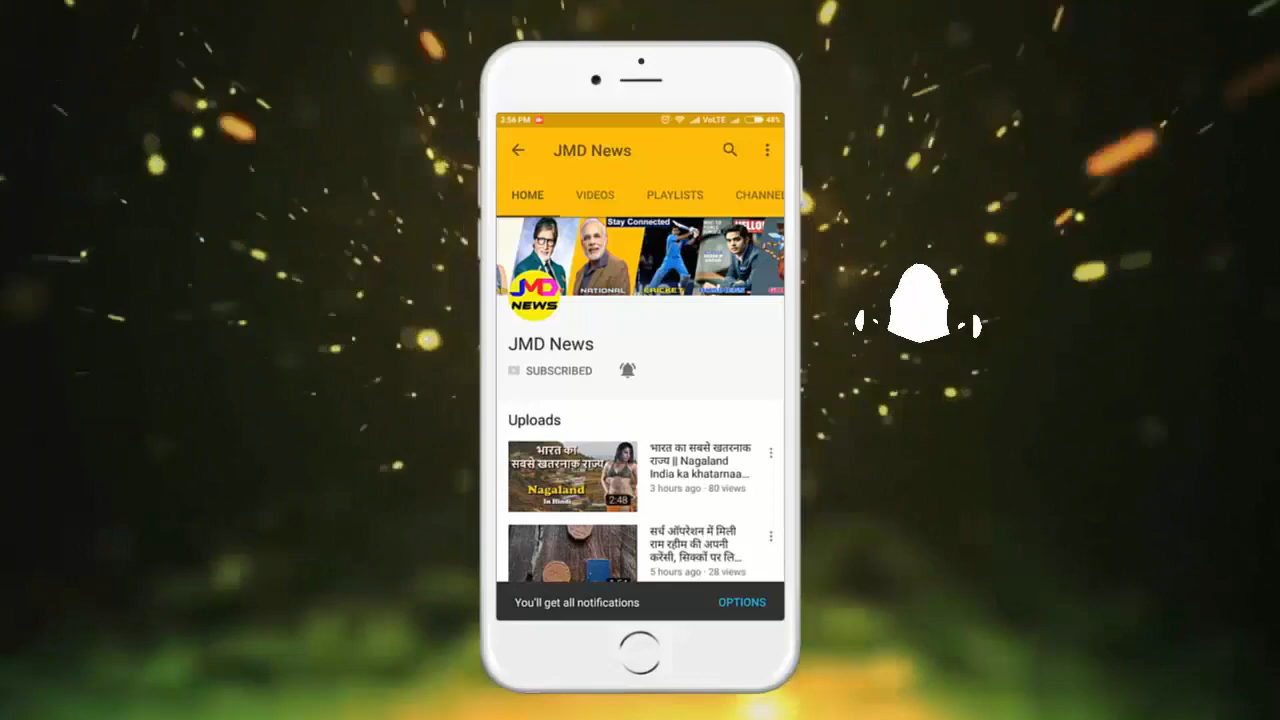 3:56 PM
VoLTE
48%
JMD News
HOME
VIDEOS
PLAYLISTS
CHANNEL
Stay Connected
HELLO!
NATIONAL
CRICKET
BUSINESS
JMD
NEWS
JMD News
SUBSCRIBED
Uploads
भारत का
सबसे खतरनाक राज्य
Nagaland
In Hindi
2:48
भारत का सबसे खतरनाक
राज्य || Nagaland
India ka khatarnaa...
3 hours ago · 80 views
सर्च ऑपरेशन में मिली
राम रहीम की अपनी
करेंसी, सिक्कों पर लि...
5 hours ago · 28 views
You'll get all notifications
OPTIONS